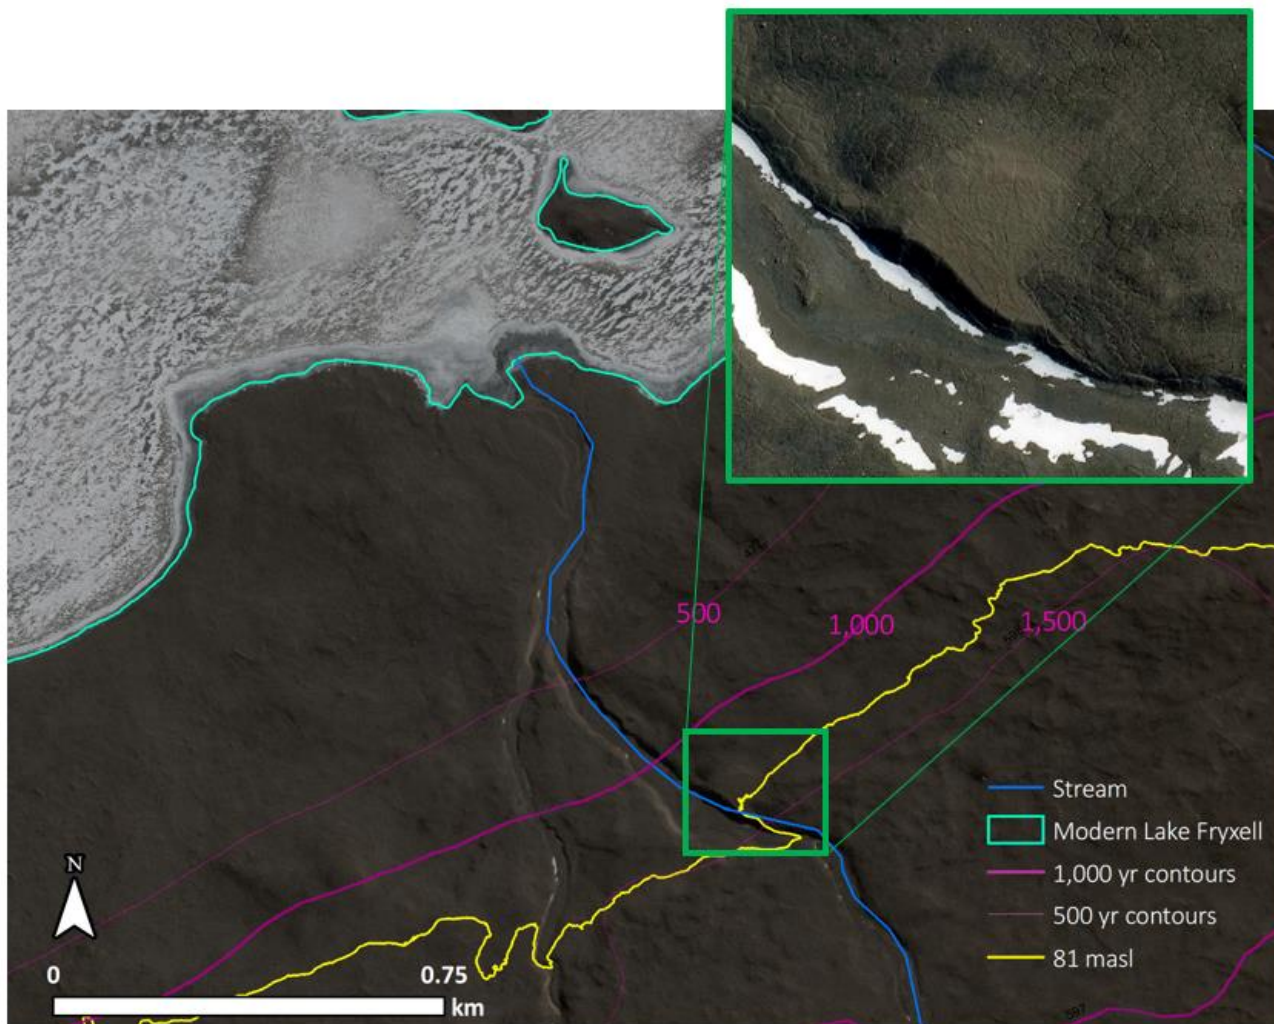 500
1,000
1,500
Stream
Modern Lake Fryxell
1,000 yr contours
500 yr contours
81 masl
N
0
0.75
km